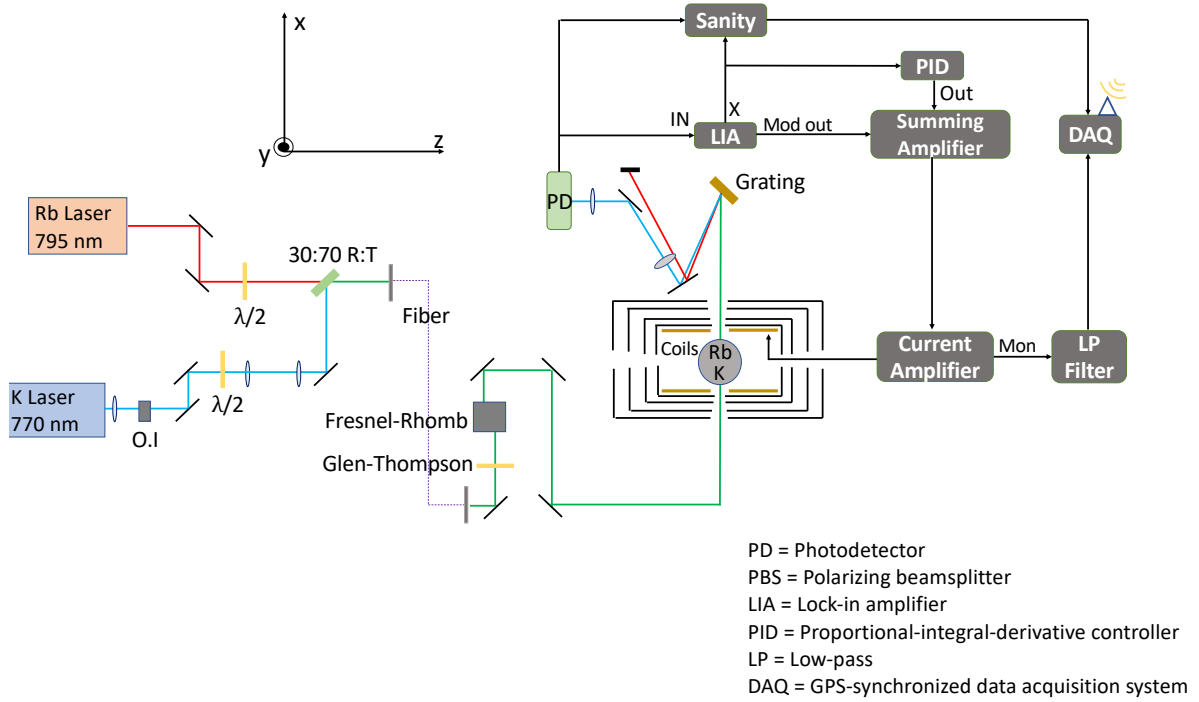 x
Sanity
PID
IN
X
Mod out
Out
LIA
Summing
Amplifier
DAQ
y
z
Grating
PD
Rb Laser
795 nm
30:70 R:T
λ/2
Fiber
Coils
Rb
K
Current
Amplifier
Mon
LP
Filter
K Laser
770 nm
λ/2
O.I
Fresnel-Rhomb
Glen-Thompson
PD = Photodetector
PBS = Polarizing beamsplitter
LIA = Lock-in amplifier
PID = Proportional-integral-derivative controller
LP = Low-pass
DAQ = GPS-synchronized data acquisition system